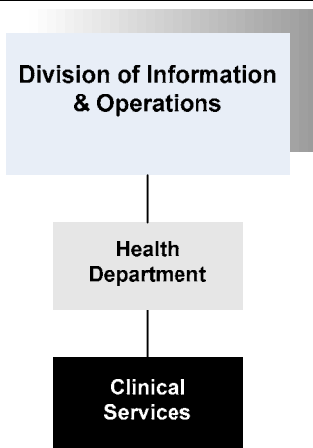 Division of Information
& Operations
Health
Department
Clinical
Services